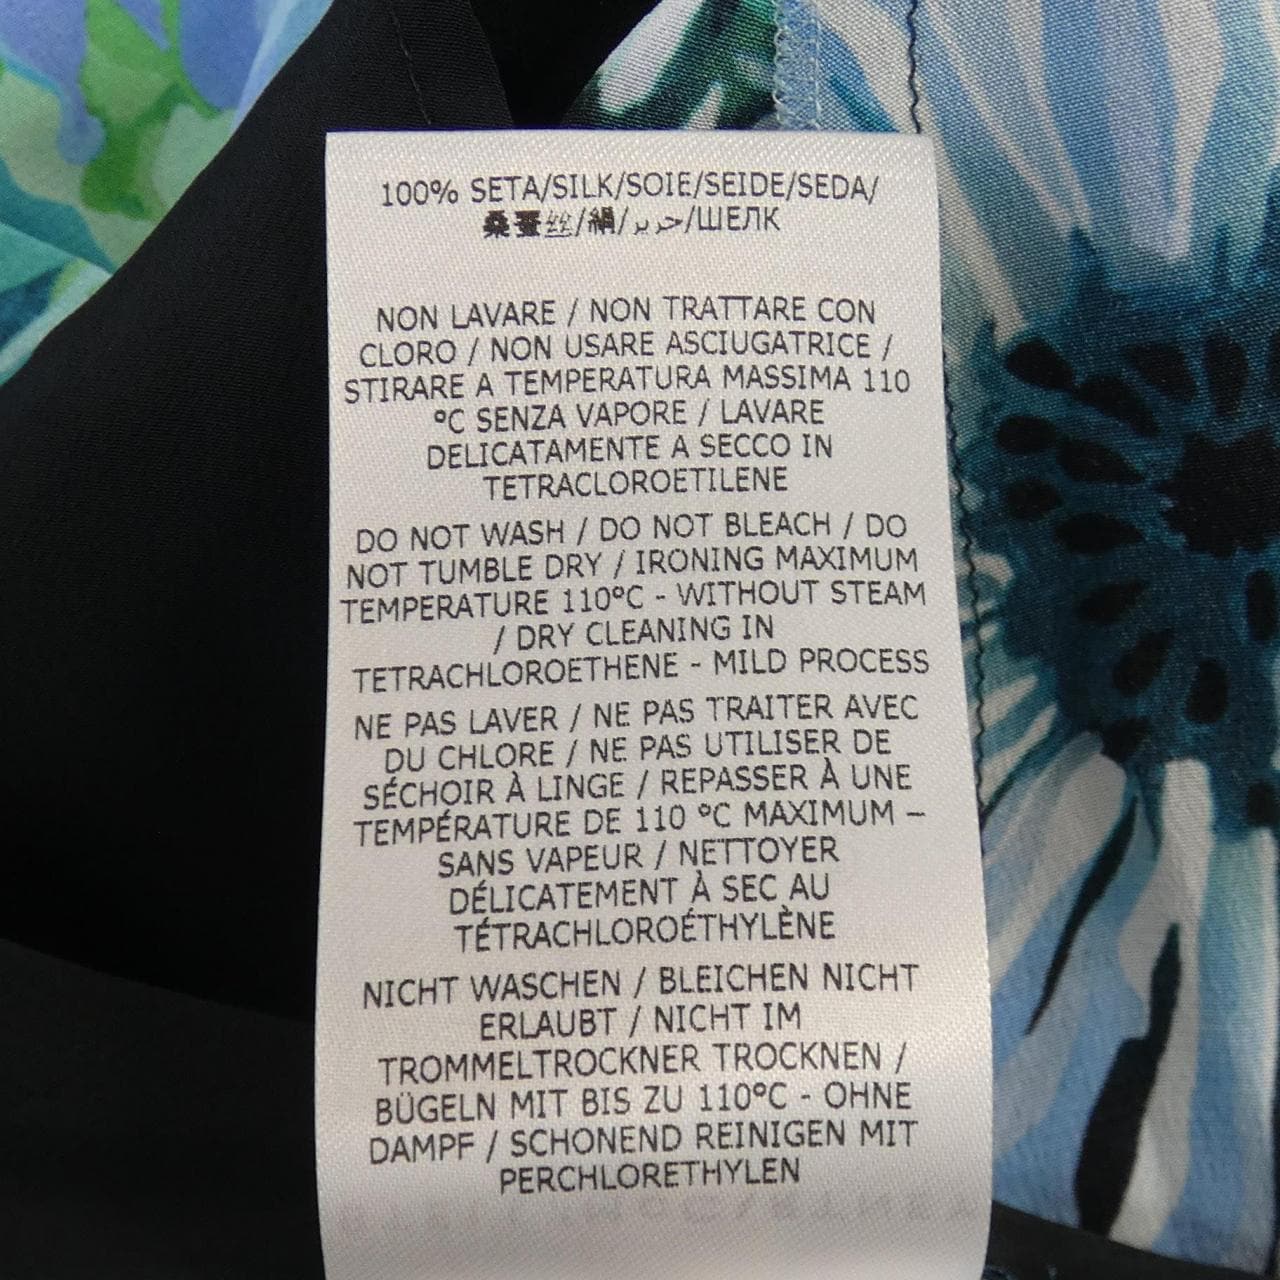 100% SETA/SILK/SOIE/SEIDE/SEDA/
桑蚕丝/絹/حرير/ШЕЛК
NON LAVARE / NON TRATTARE CON
CLORO / NON USARE ASCIUGATRICE /
STIRARE A TEMPERATURA MASSIMA 110
ºC SENZA VAPORE / LAVARE
DELICATAMENTE A SECCO IN
TETRACLOROETILENE
DO NOT WASH / DO NOT BLEACH / DO
NOT TUMBLE DRY / IRONING MAXIMUM
TEMPERATURE 110ºC - WITHOUT STEAM
/ DRY CLEANING IN
TETRACHLOROETHENE - MILD PROCESS
NE PAS LAVER / NE PAS TRAITER AVEC
DU CHLORE / NE PAS UTILISER DE
SÉCHOIR À LINGE / REPASSER À UNE
TEMPÉRATURE DE 110 ºC MAXIMUM –
SANS VAPEUR / NETTOYER
DÉLICATEMENT À SEC AU
TÉTRACHLOROÉTHYLÈNE
NICHT WASCHEN / BLEICHEN NICHT
ERLAUBT / NICHT IM
TROMMELTROCKNER TROCKNEN /
BÜGELN MIT BIS ZU 110ºC - OHNE
DAMPF / SCHONEND REINIGEN MIT
PERCHLORETHYLEN